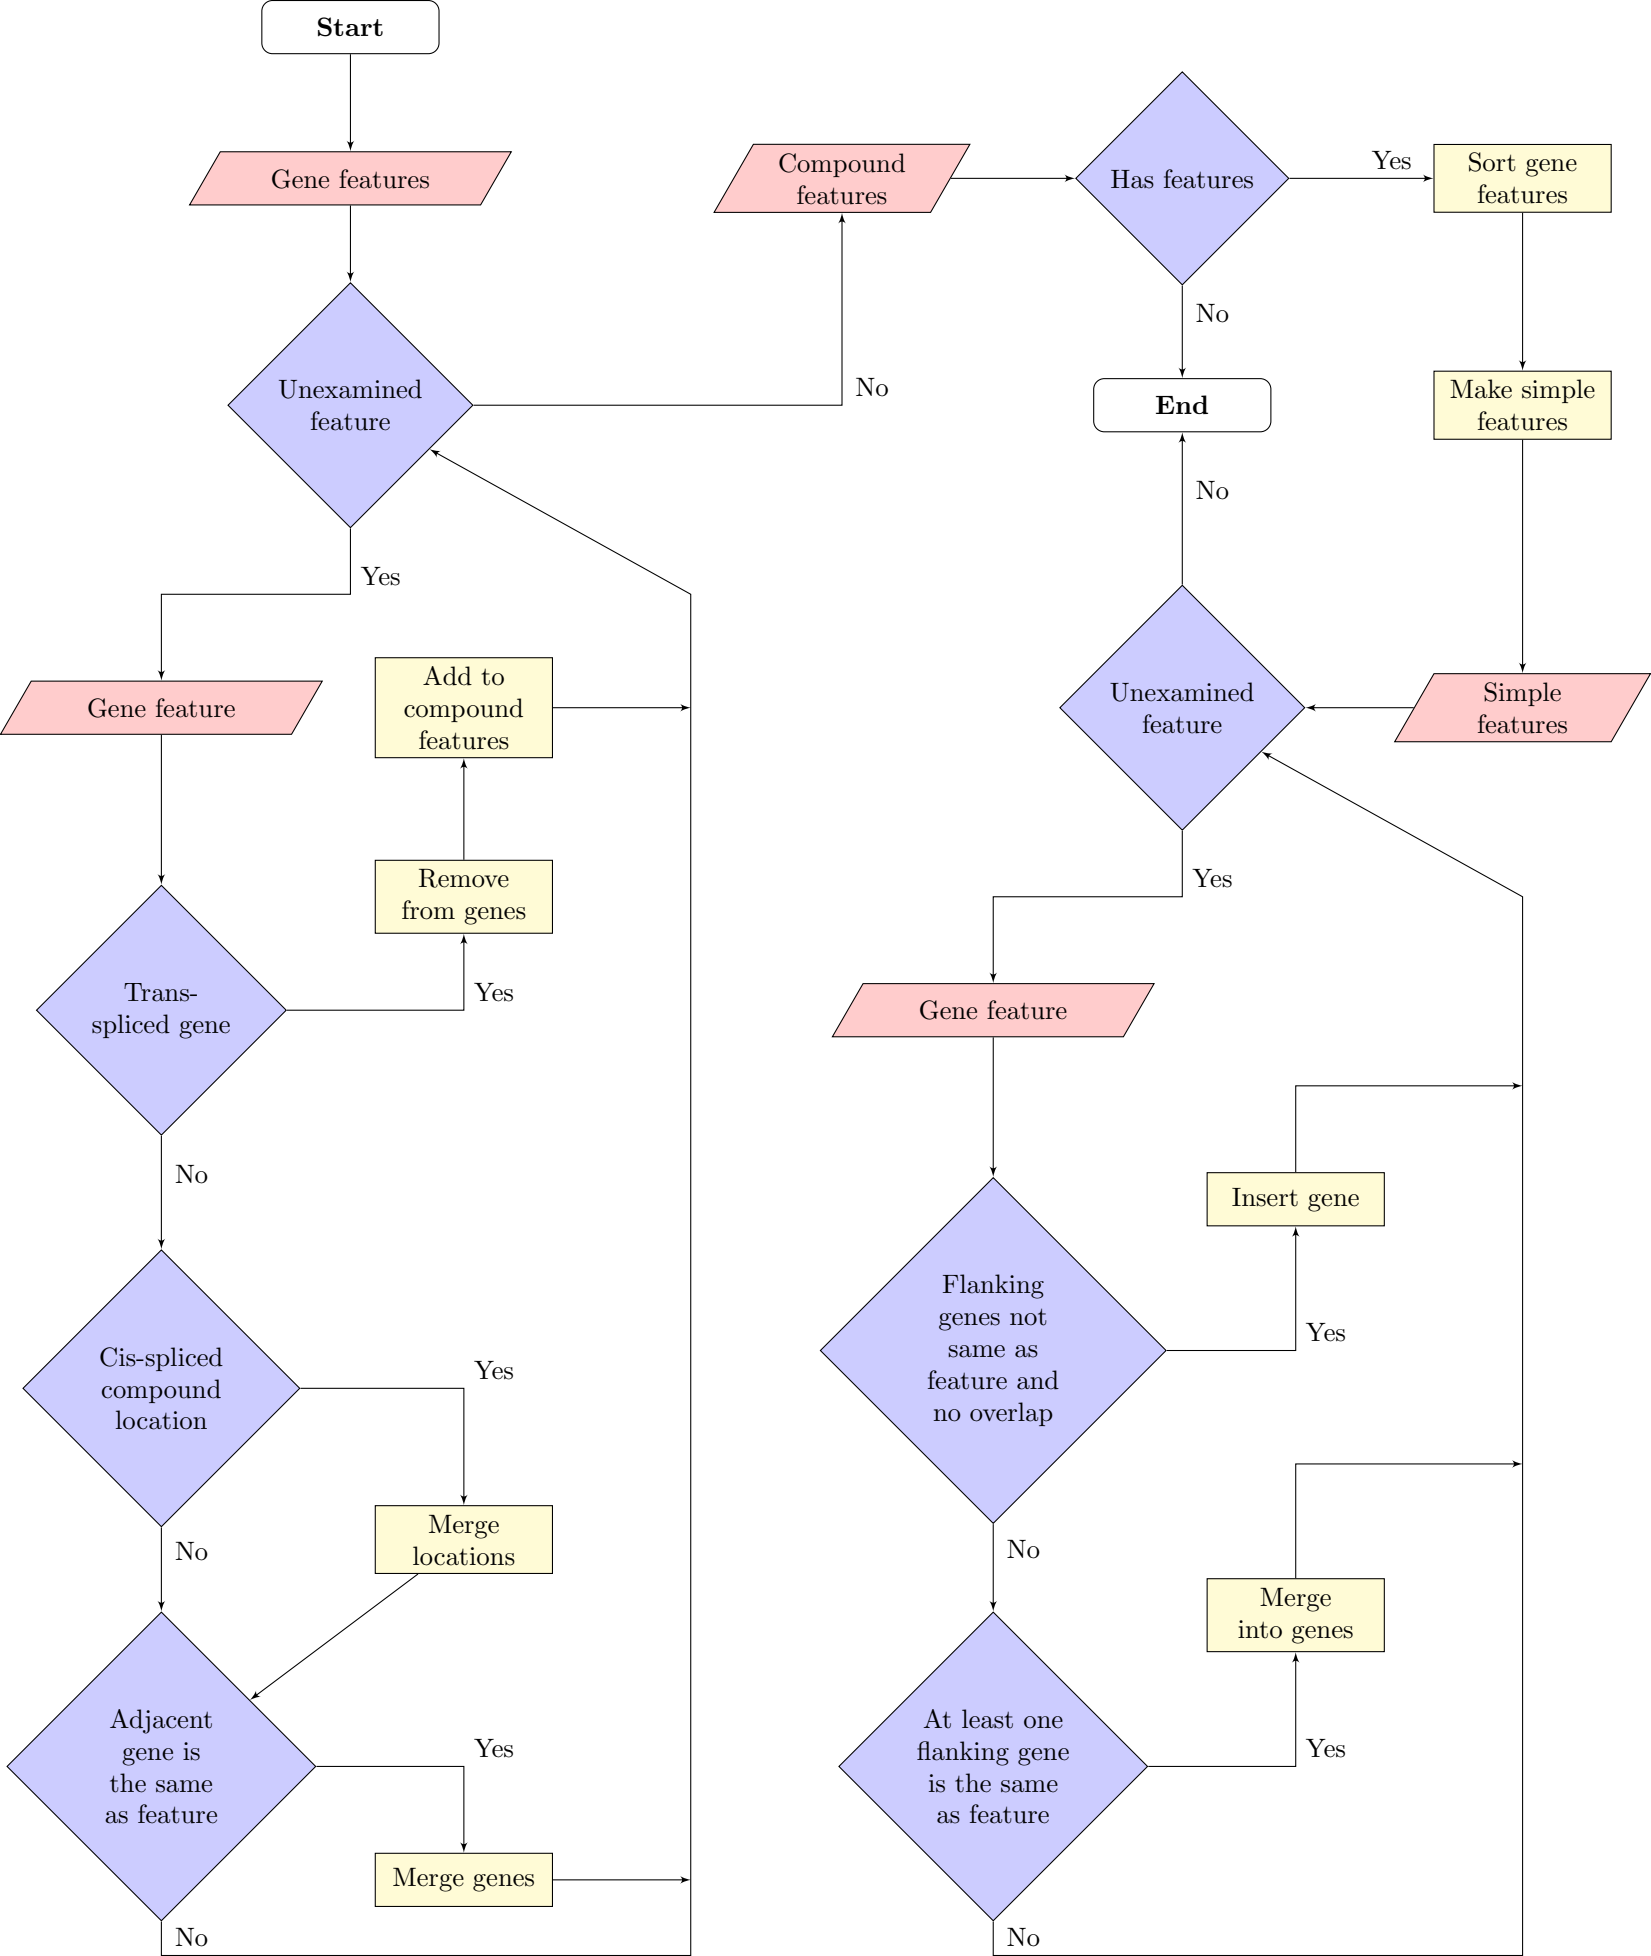 Start
Gene features
Unexamined
feature
No
Yes
Gene feature
Add to
compound
features
Remove
from genes
Trans-
spliced gene
Yes
No
Cis-spliced
compound
location
Yes
Merge
locations
No
Adjacent
gene is
the same
as feature
Yes
Merge genes
No
Compound
features
Has features
Yes
Sort gene
features
No
End
Make simple
features
No
Unexamined
feature
Simple
features
Yes
Gene feature
Insert gene
Flanking
genes not
same as
feature and
no overlap
Yes
No
Merge
into genes
At least one
flanking gene
is the same
as feature
Yes
No